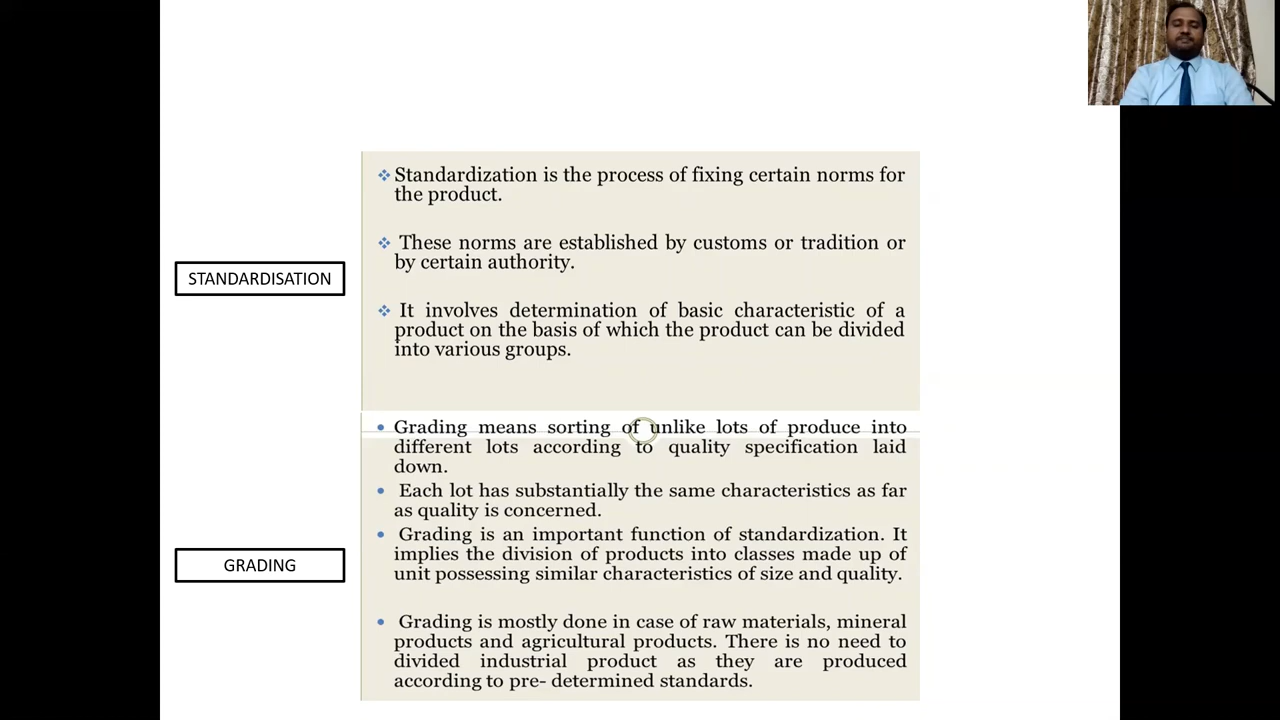 STANDARDISATION
Standardization is the process of fixing certain norms for
the product.
These norms are established by customs or tradition or
by certain authority.
It involves determination of basic characteristic of a
product on the basis of which the product can be divided
into various groups.
GRADING
Grading means sorting of unlike lots of produce into
different lots according to quality specification laid
down.
Each lot has substantially the same characteristics as far
as quality is concerned.
Grading is an important function of standardization. It
implies the division of products into classes made up of
unit possessing similar characteristics of size and quality.
Grading is mostly done in case of raw materials, mineral
products and agricultural products. There is no need to
divided industrial product as they are produced
according to pre- determined standards.